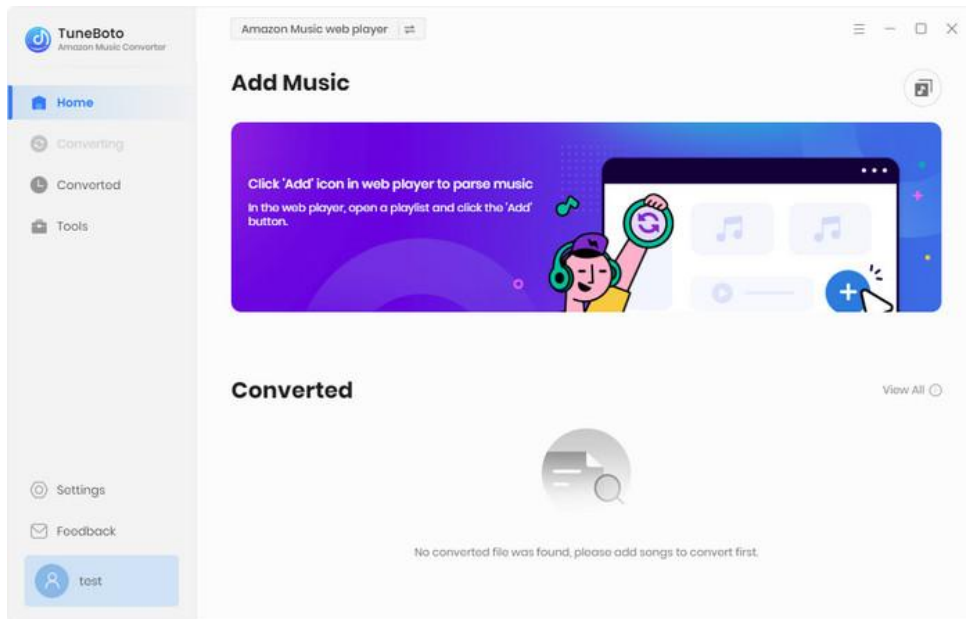 TuneBoto
Amazon Music Converter
Amazon Music web player
Add Music
Home
Converting
Converted
Tools
Click 'Add' icon in web player to parse music
In the web player, open a playlist and click the 'Add'
button.
Converted
View All
No converted file was found, please add songs to convert first.
Settings
Feedback
test